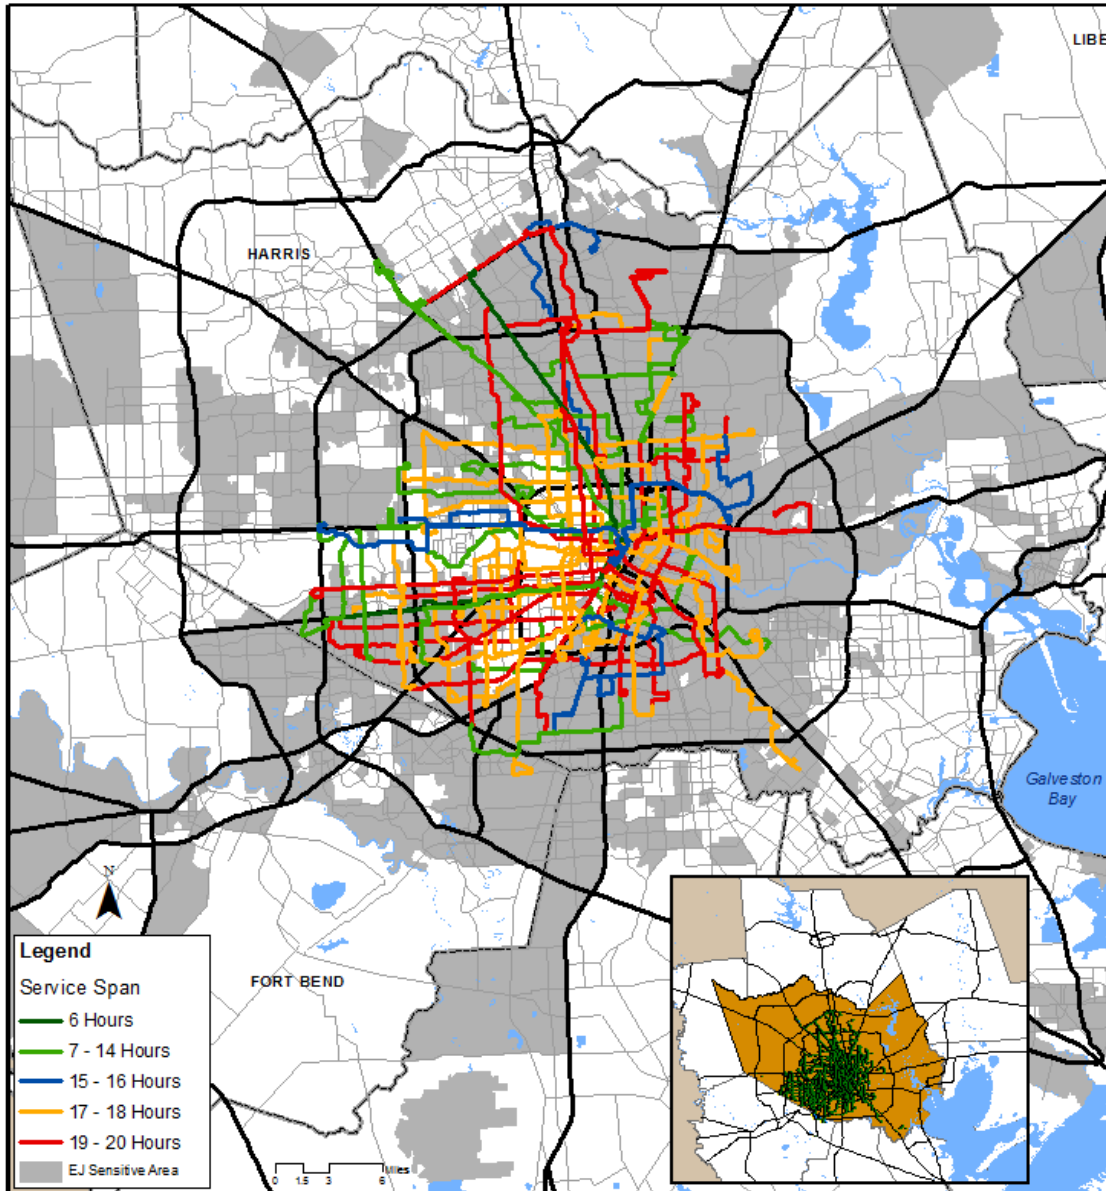 LIBE
HARRIS
Galveston
Bay
N
Legend
Service Span
6 Hours
7 - 14 Hours
15 - 16 Hours
17 - 18 Hours
19 - 20 Hours
EJ Sensitive Area
FORT BEND
Miles
0 1.5 3 6